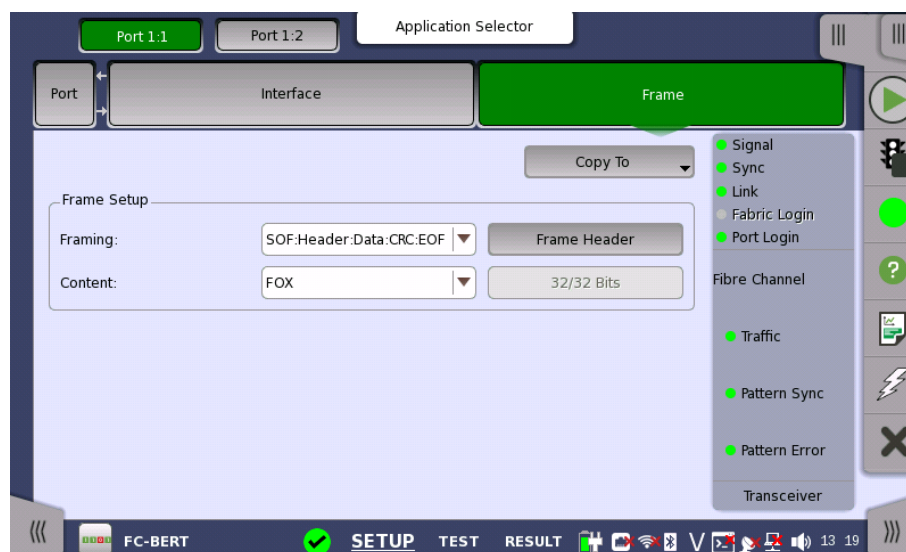 Port 1:1
Port 1:2
Application Selector
Port
Interface
Frame
Copy To
Signal
Sync
Link
Fabric Login
Port Login
Frame Setup
Framing:
SOF:Header:Data:CRC:EOF
Frame Header
Content:
FOX
32/32 Bits
Fibre Channel
Traffic
Pattern Sync
Pattern Error
Transceiver
FC-BERT
SETUP
TEST
RESULT
13 19